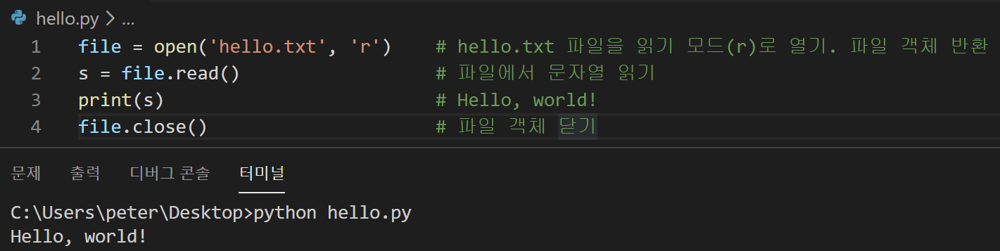 hello.py > ...
1 file = open('hello.txt', 'r')    # hello.txt 파일을 읽기 모드(r)로 열기. 파일 객체 반환
2 s = file.read()                  # 파일에서 문자열 읽기
3 print(s)                         # Hello, world!
4 file.close()                     # 파일 객체 닫기
문제 출력 디버그 콘솔 터미널
C:\Users\peter\Desktop>python hello.py
Hello, world!